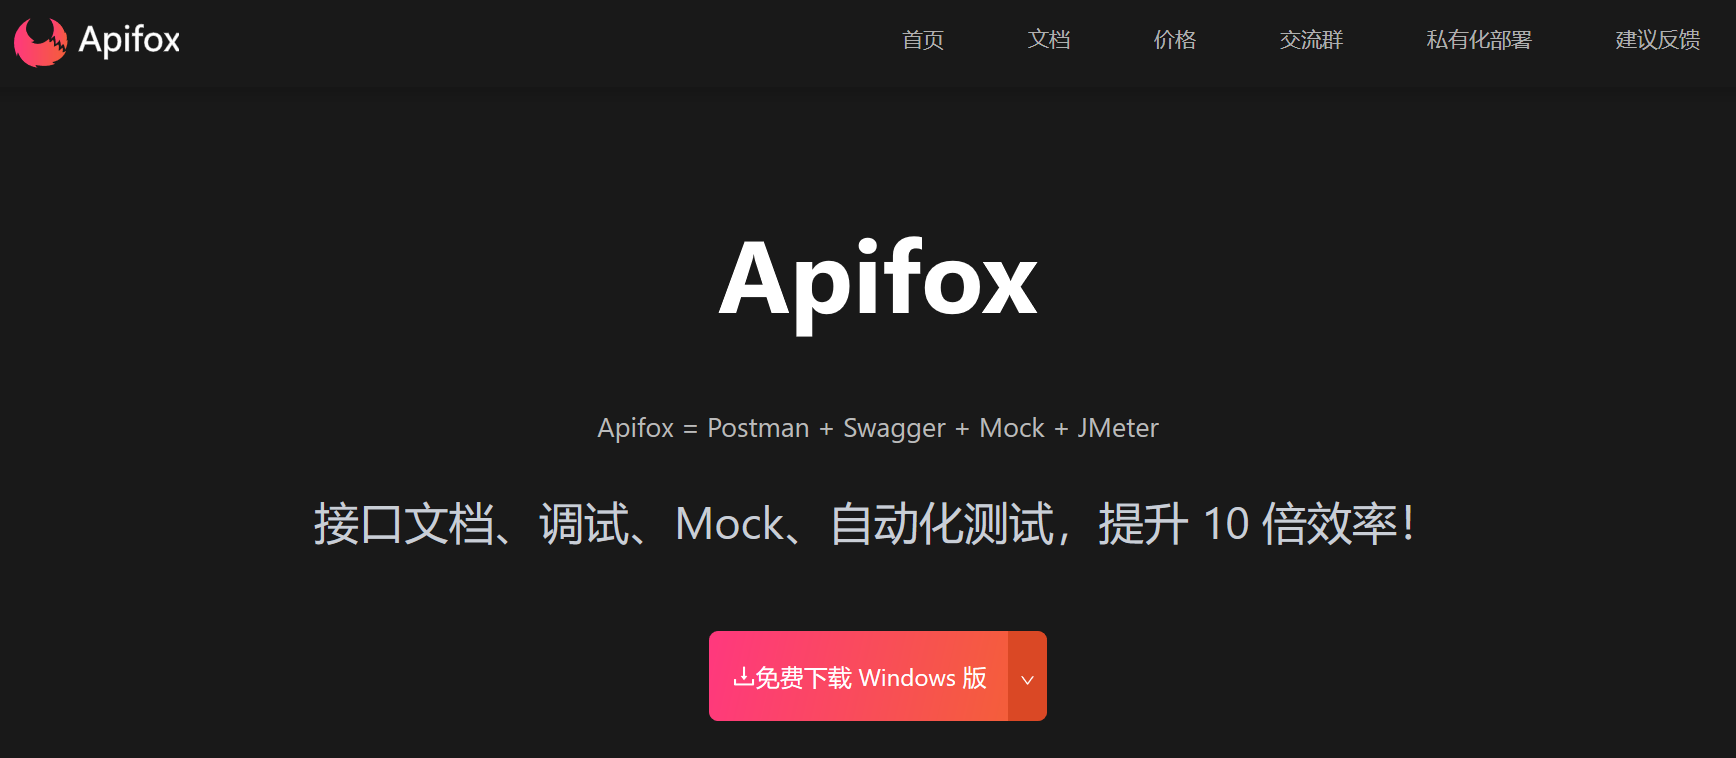 Apifox
首页 文档 价格 交流群 私有化部署 建议反馈
Apifox
Apifox = Postman + Swagger + Mock + JMeter
接口文档、调试、Mock、自动化测试，提升 10 倍效率！
免费下载 Windows 版